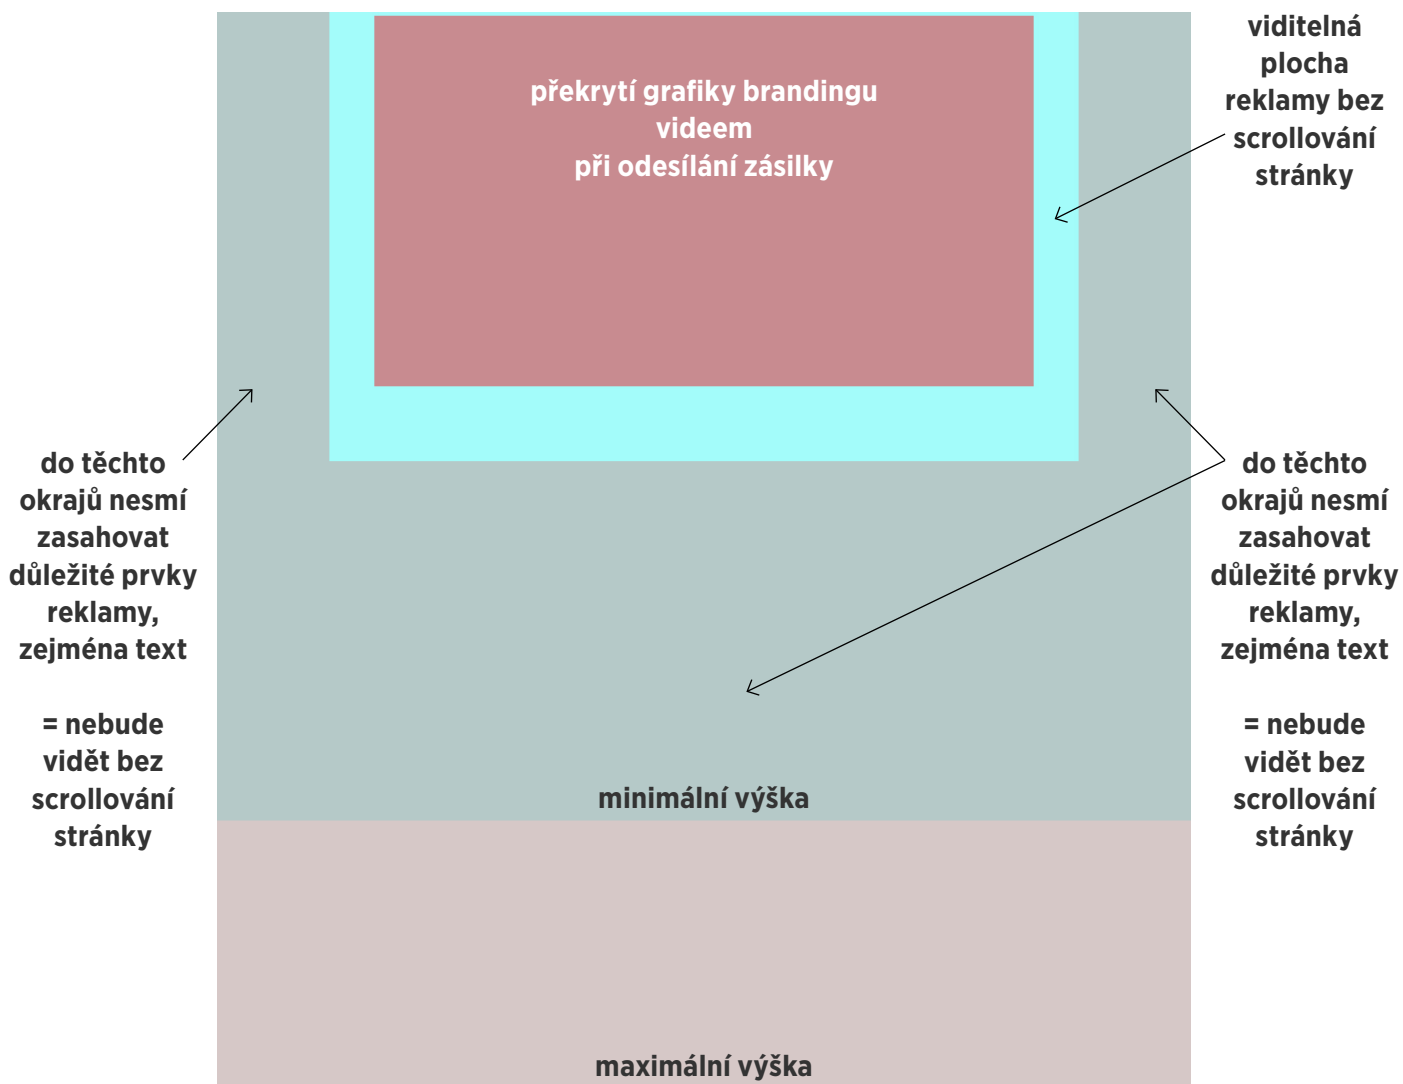 překrytí grafiky brandingu
videem
při odesílání zásilky
viditelná
plocha
reklamy bez
scrollování
stránky
do těchto
okrajů nesmí
zasahovat
důležité prvky
reklamy,
zejména text
= nebude
vidět bez
scrollování
stránky
do těchto
okrajů nesmí
zasahovat
důležité prvky
reklamy,
zejména text
= nebude
vidět bez
scrollování
stránky
minimální výška
maximální výška